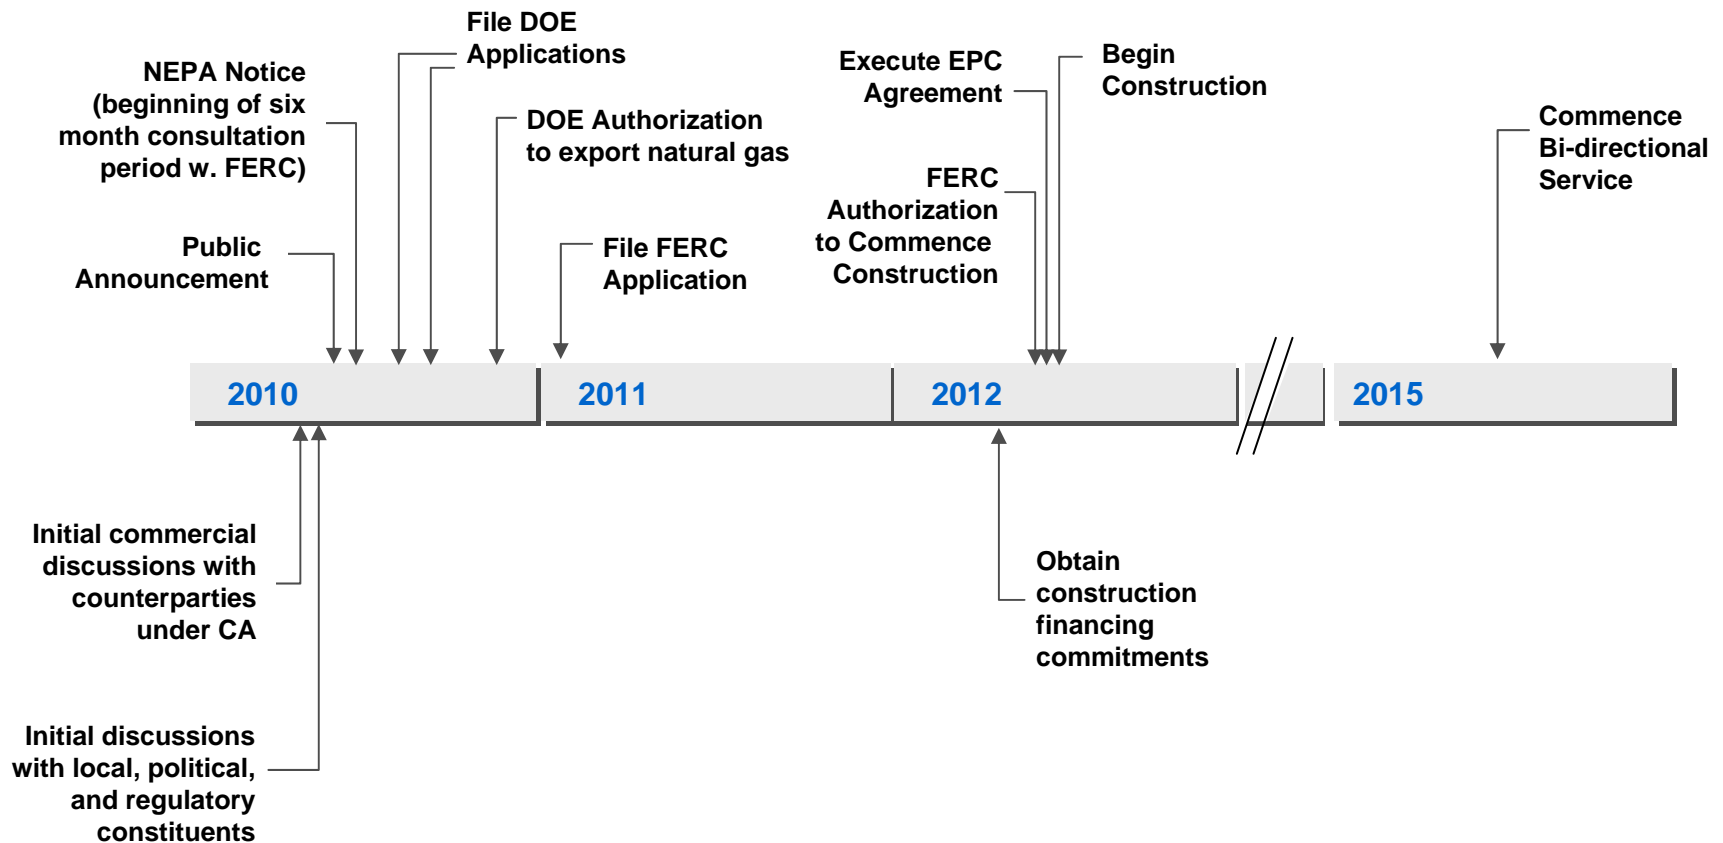 File DOE
Applications
NEPA Notice
(beginning of six
month consultation
period w. FERC)
DOE Authorization
to export natural gas
Public
Announcement
File FERC
Application
Execute EPC
Agreement
Begin
Construction
FERC
Authorization
to Commence
Construction
Commence
Bi-directional
Service
2010
2011
2012
2015
Initial commercial
discussions with
counterparties
under CA
Obtain
construction
financing
commitments
Initial discussions
with local, political,
and regulatory
constituents